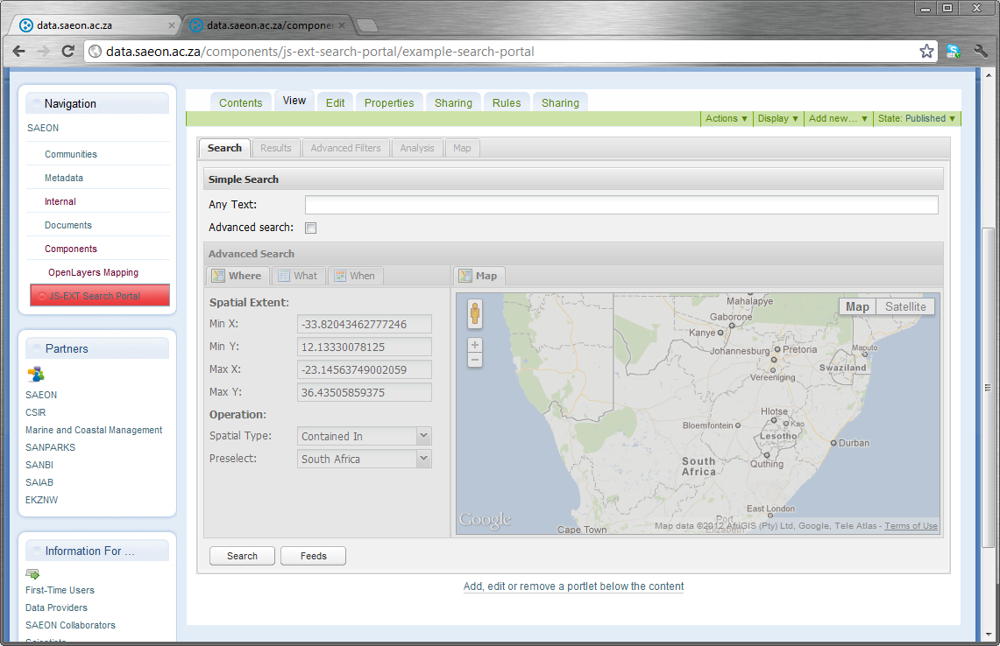 data.saeon.ac.za
data.saeon.ac.za/compone
data.saeon.ac.za/components/js-ext-search-portal/example-search-portal
Navigation
SAEON
Communities
Metadata
Internal
Documents
Components
OpenLayers Mapping
JS-EXT Search Portal
Partners
SAEON
CSIR
Marine and Coastal Management
SANPARKS
SANBI
SAIAB
EKZNW
Information For ...
First-Time Users
Data Providers
SAEON Collaborators
Scientists
Contents View Edit Properties Sharing Rules Sharing
Actions ▼ Display ▼ Add new... ▼ State: Published ▼
Search Results Advanced Filters Analysis Map
Simple Search
Any Text:
Advanced search:
Advanced Search
Where What When
Spatial Extent:
Min X: -33.82043462777246
Min Y: 12.13330078125
Max X: -23.14563749002059
Max Y: 36.43505859375
Operation:
Spatial Type: Contained In
Preselect: South Africa
Map
Map Satellite
+
−
Mahalapye
Gaborone
Kanye
Johannesburg
Pretoria
Maputo
Vereeniging
Swaziland
Hlotse
Bloemfontein
Kao
Lesotho
Durban
South
Africa
Quthing
East London
Port
Elizabeth
Cape Town
Google
Map data ©2012 AfriGIS (Pty) Ltd, Google, Tele Atlas - Terms of Use
Search Feeds
Add, edit or remove a portlet below the content